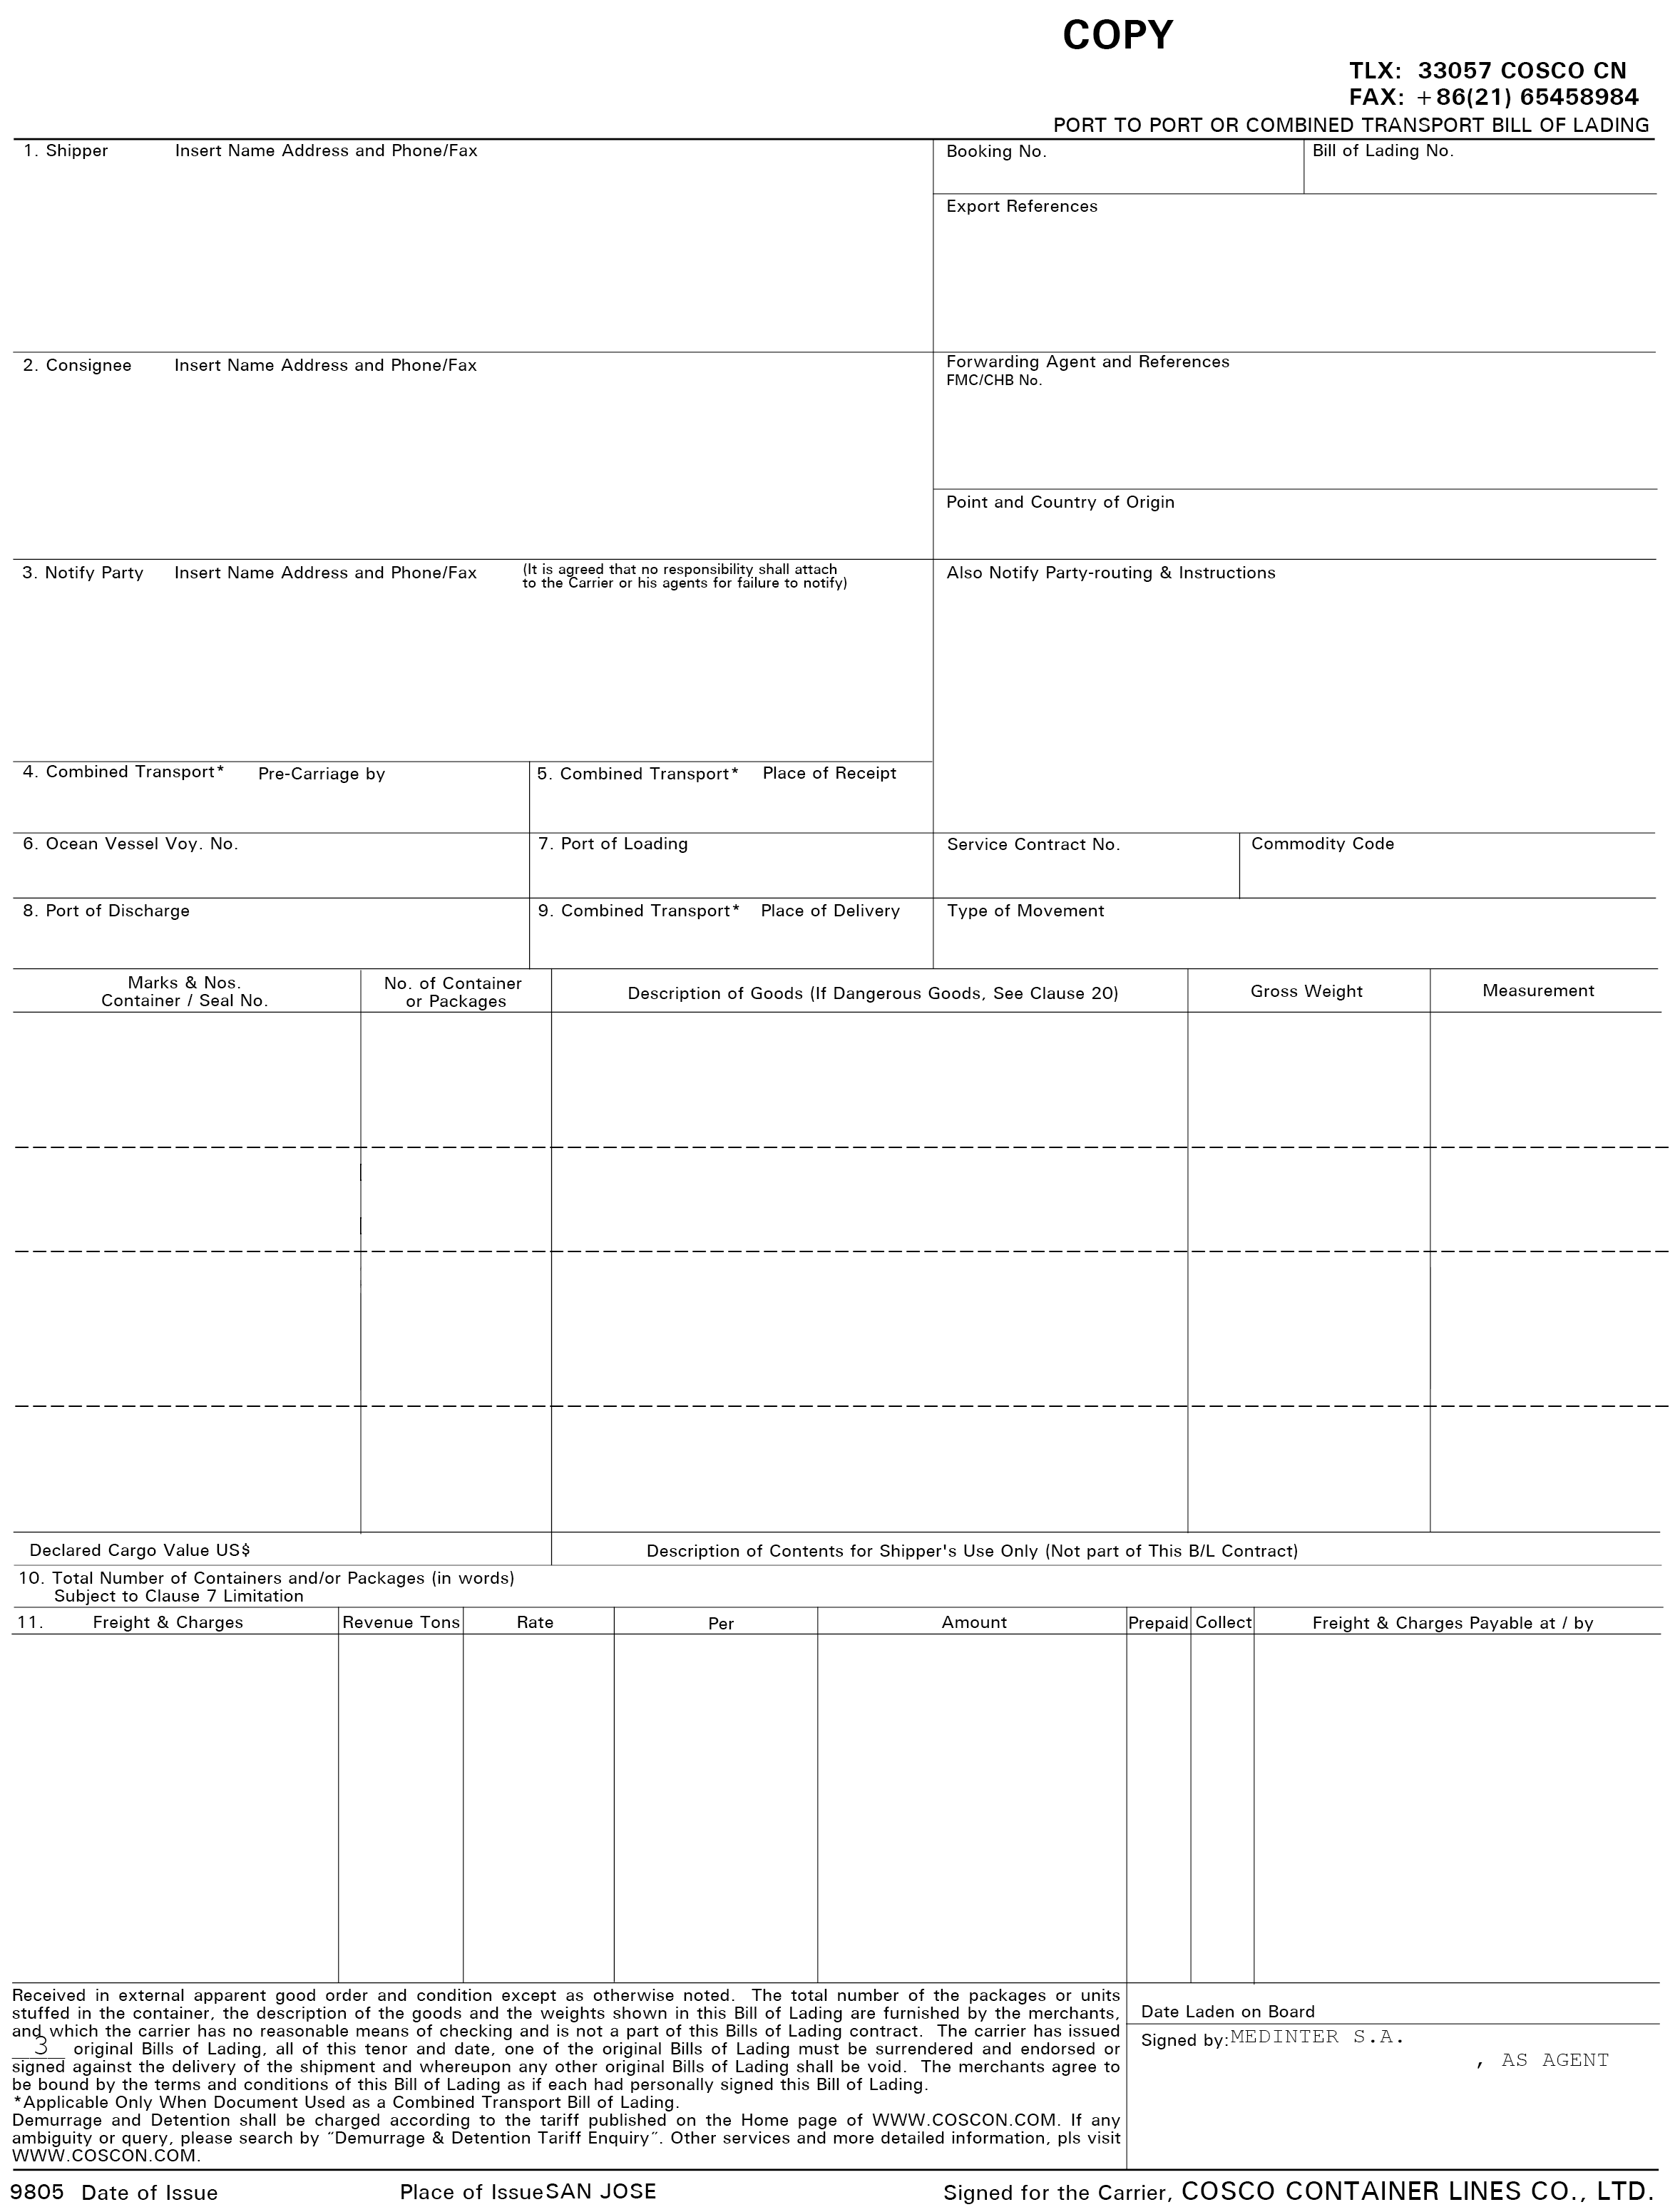 COPY
TLX: 33057 COSCO CN
FAX: +86(21) 65458984
PORT TO PORT OR COMBINED TRANSPORT BILL OF LADING
1. Shipper Insert Name Address and Phone/Fax
Booking No.
Bill of Lading No.
Export References
2. Consignee Insert Name Address and Phone/Fax
Forwarding Agent and References
FMC/CHB No.
Point and Country of Origin
3. Notify Party Insert Name Address and Phone/Fax
(It is agreed that no responsibility shall attach
to the Carrier or his agents for failure to notify)
Also Notify Party-routing & Instructions
4. Combined Transport* Pre-Carriage by
5. Combined Transport* Place of Receipt
6. Ocean Vessel Voy. No.
7. Port of Loading
Service Contract No.
Commodity Code
8. Port of Discharge
9. Combined Transport* Place of Delivery
Type of Movement
Marks & Nos.
Container / Seal No.
No. of Container
or Packages
Description of Goods (If Dangerous Goods, See Clause 20)
Gross Weight
Measurement
Declared Cargo Value US$
Description of Contents for Shipper's Use Only (Not part of This B/L Contract)
10. Total Number of Containers and/or Packages (in words)
Subject to Clause 7 Limitation
11. Freight & Charges
Revenue Tons
Rate
Per
Amount
Prepaid
Collect
Freight & Charges Payable at / by
Received in external apparent good order and condition except as otherwise noted. The total number of the packages or units
stuffed in the container, the description of the goods and the weights shown in this Bill of Lading are furnished by the merchants,
and which the carrier has no reasonable means of checking and is not a part of this Bills of Lading contract. The carrier has issued
3 original Bills of Lading, all of this tenor and date, one of the original Bills of Lading must be surrendered and endorsed or
signed against the delivery of the shipment and whereupon any other original Bills of Lading shall be void. The merchants agree to
be bound by the terms and conditions of this Bill of Lading as if each had personally signed this Bill of Lading.
*Applicable Only When Document Used as a Combined Transport Bill of Lading.
Demurrage and Detention shall be charged according to the tariff published on the Home page of WWW.COSCON.COM. If any
ambiguity or query, please search by "Demurrage & Detention Tariff Enquiry". Other services and more detailed information, pls visit
WWW.COSCON.COM.
Date Laden on Board
Signed by: MEDINTER S.A.
, AS AGENT
9805 Date of Issue
Place of Issue SAN JOSE
Signed for the Carrier, COSCO CONTAINER LINES CO., LTD.